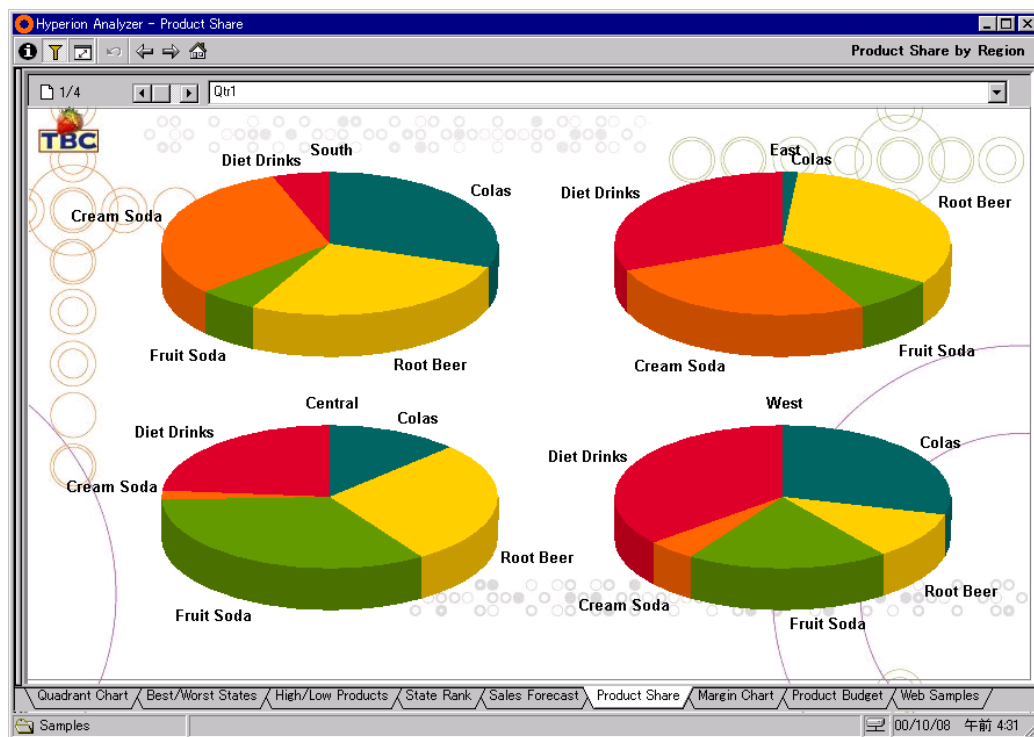 Hyperion Analyzer - Product Share
Product Share by Region
1/4
Qtr1
TBC
South
Diet Drinks
Colas
Cream Soda
Fruit Soda
Root Beer
East
Colas
Diet Drinks
Root Beer
Cream Soda
Fruit Soda
Central
Colas
Diet Drinks
Cream Soda
Root Beer
Fruit Soda
West
Colas
Diet Drinks
Root Beer
Cream Soda
Fruit Soda
Quadrant Chart Best/Worst States High/Low Products State Rank Sales Forecast Product Share Margin Chart Product Budget Web Samples
Samples
00/10/08 午前 4:31